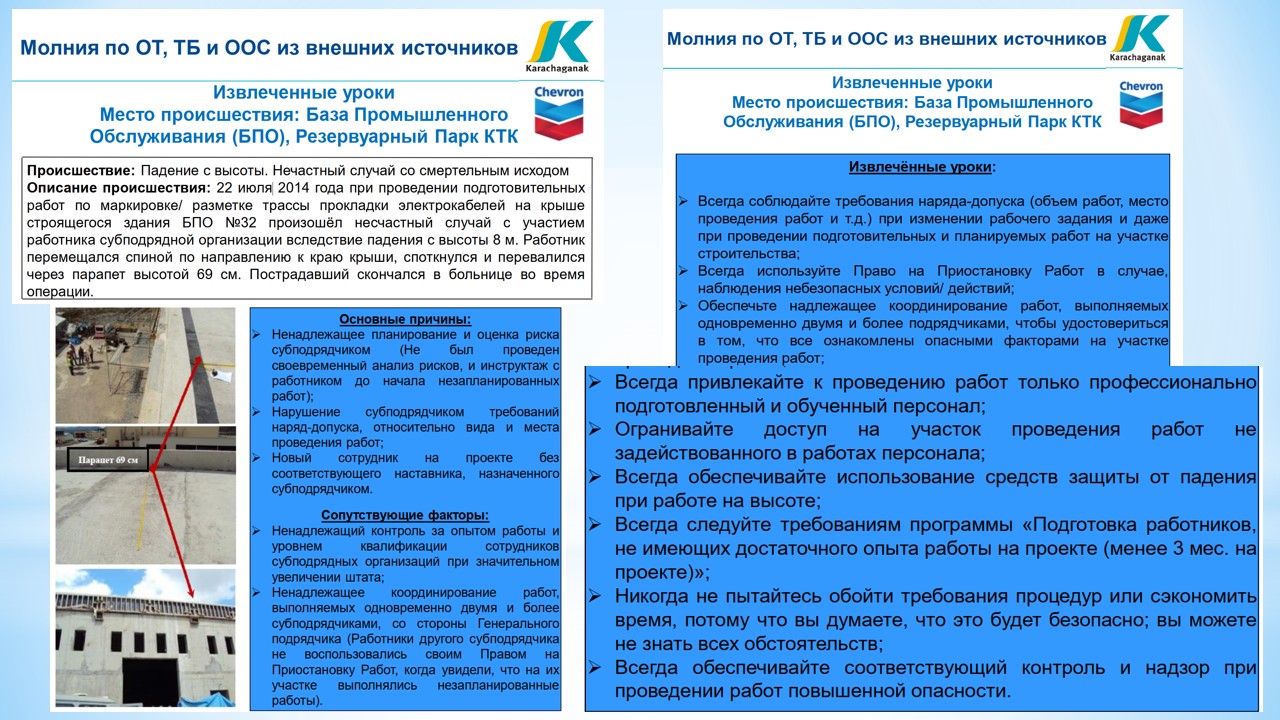 Молния по ОТ, ТБ и ООС из внешних источников
Karachaganak
Извлеченные уроки
Место происшествия: База Промышленного
Обслуживания (БПО), Резервуарный Парк КТК
Chevron
Происшествие: Падение с высоты. Нечастный случай со смертельным исходом
Описание происшествия: 22 июля 2014 года при проведении подготовительных
работ по маркировке/ разметке трассы прокладки электрокабелей на крыше
строящегося здания БПО №32 произошёл несчастный случай с участием
работника субподрядной организации вследствие падения с высоты 8 м. Работник
перемещался спиной по направлению к краю крыши, споткнулся и перевалился
через парапет высотой 69 см. Пострадавший скончался в больнице во время
операции.
Парапет 69 см
Основные причины:
Ненадлежащее планирование и оценка риска
субподрядчиком (Не был проведен
своевременный анализ рисков, и инструктаж с
работником до начала незапланированных
работ);
Нарушение субподрядчиком требований
наряд-допуска, относительно вида и места
проведения работ;
Новый сотрудник на проекте без
соответствующего наставника, назначенного
субподрядчиком.
Сопутствующие факторы:
Ненадлежащий контроль за опытом работы и
уровнем квалификации сотрудников
субподрядных организаций при значительном
увеличении штата;
Ненадлежащее координирование работ,
выполняемых одновременно двумя и более
субподрядчиками, со стороны Генерального
подрядчика (Работники другого субподрядчика
не воспользовались своим Правом на
Приостановку Работ, когда увидели, что на их
участке выполнялись незапланированные
работы).
Молния по ОТ, ТБ и ООС из внешних источников
Karachaganak
Извлеченные уроки
Место происшествия: База Промышленного
Обслуживания (БПО), Резервуарный Парк КТК
Chevron
Извлечённые уроки:
Всегда соблюдайте требования наряда-допуска (объем работ, место
проведения работ и т.д.) при изменении рабочего задания и даже
при проведении подготовительных и планируемых работ на участке
строительства;
Всегда используйте Право на Приостановку Работ в случае,
наблюдения небезопасных условий/ действий;
Обеспечьте надлежащее координирование работ, выполняемых
одновременно двумя и более подрядчиками, чтобы удостовериться
в том, что все ознакомлены опасными факторами на участке
проведения работ;
Всегда привлекайте к проведению работ только профессионально
подготовленный и обученный персонал;
Огранивайте доступ на участок проведения работ не
задействованного в работах персонала;
Всегда обеспечивайте использование средств защиты от падения
при работе на высоте;
Всегда следуйте требованиям программы «Подготовка работников,
не имеющих достаточного опыта работы на проекте (менее 3 мес. на
проекте)»;
Никогда не пытайтесь обойти требования процедур или сэкономить
время, потому что вы думаете, что это будет безопасно; вы можете
не знать всех обстоятельств;
Всегда обеспечивайте соответствующий контроль и надзор при
проведении работ повышенной опасности.